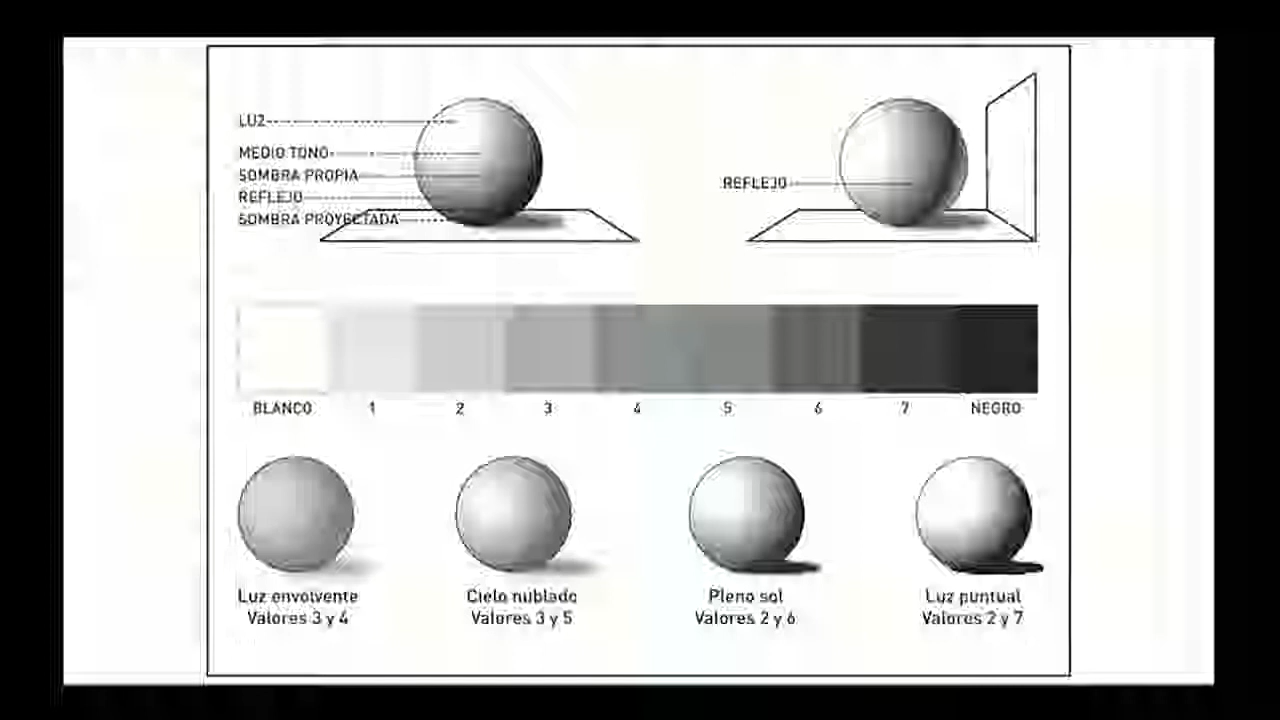 LUZ
MEDIO TONO
SOMBRA PROPIA
REFLEJO
SOMBRA PROYECTADA
REFLEJO
BLANCO 1 2 3 4 5 6 7 NEGRO
Luz envolvente
Valores 3 y 4
Cielo nublado
Valores 3 y 5
Pleno sol
Valores 2 y 6
Luz puntual
Valores 2 y 7